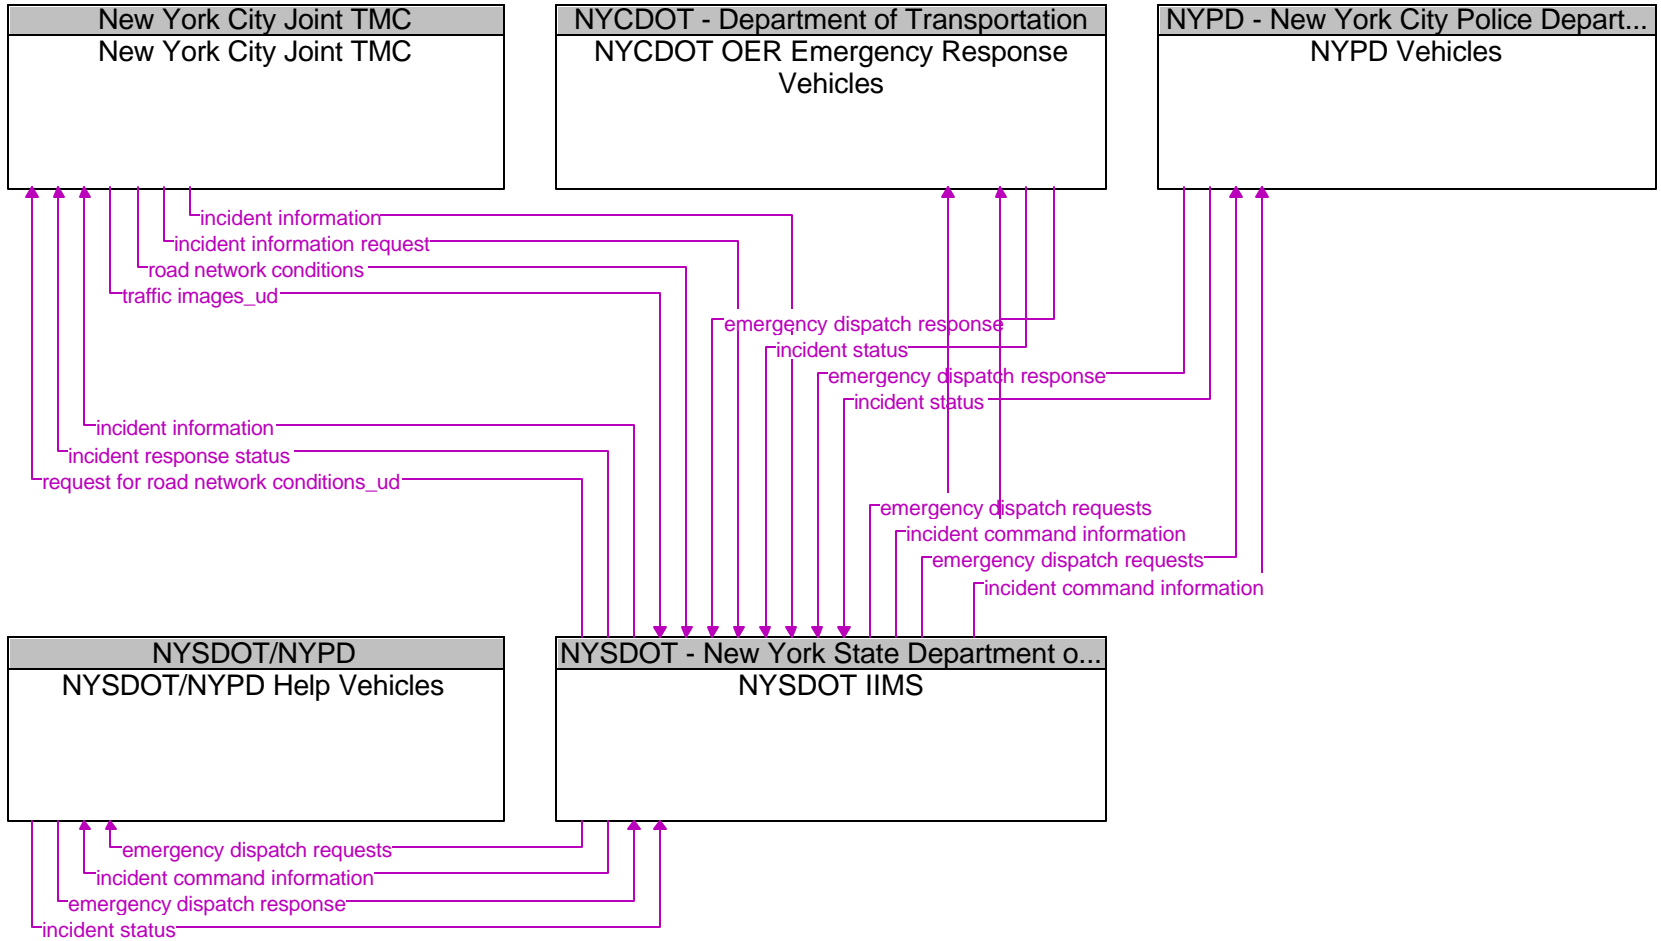 New York City Joint TMC
New York City Joint TMC
NYCDOT - Department of Transportation
NYCDOT OER Emergency Response
Vehicles
NYPD - New York City Police Depart...
NYPD Vehicles
incident information
incident information request
road network conditions
traffic images_ud
emergency dispatch response
incident status
emergency dispatch response
incident status
incident information
incident response status
request for road network conditions_ud
emergency dispatch requests
incident command information
emergency dispatch requests
incident command information
NYSDOT/NYPD
NYSDOT/NYPD Help Vehicles
NYSDOT - New York State Department o...
NYSDOT IIMS
emergency dispatch requests
incident command information
emergency dispatch response
incident status